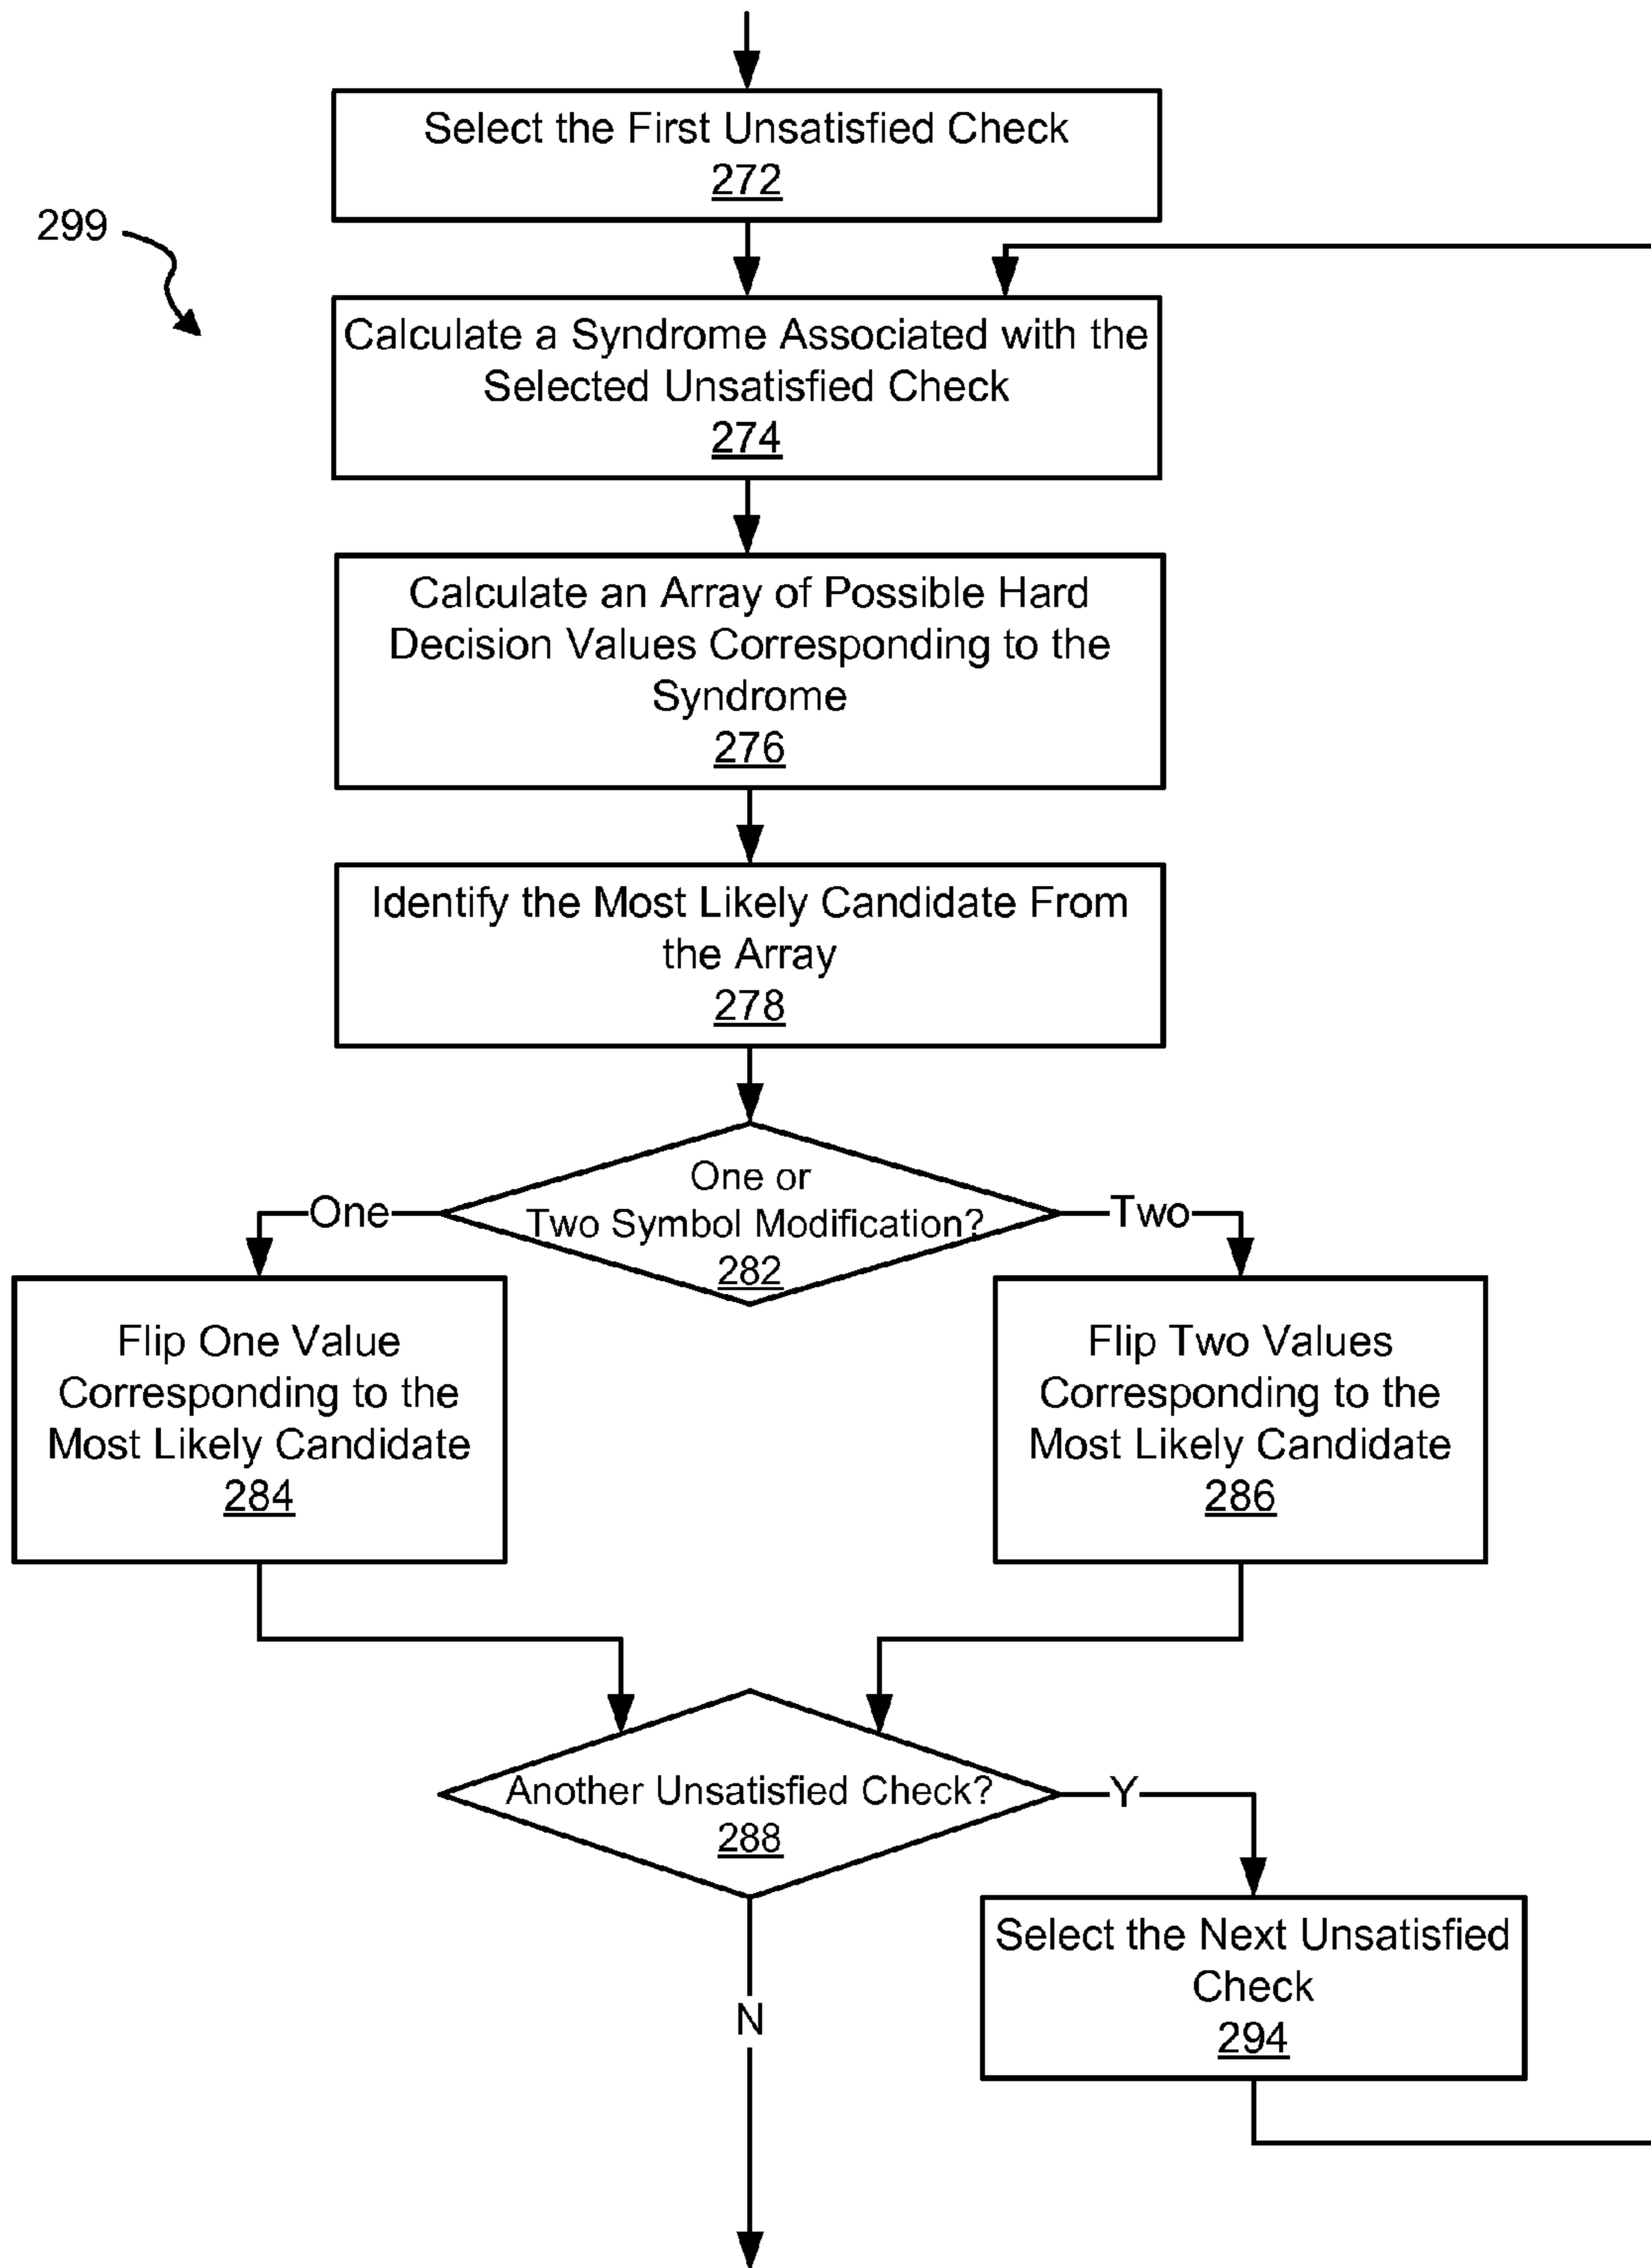 Select the First Unsatisfied Check
272
299
Calculate a Syndrome Associated with the
Selected Unsatisfied Check
274
Calculate an Array of Possible Hard
Decision Values Corresponding to the
Syndrome
276
Identify the Most Likely Candidate From
the Array
278
One or
Two Symbol Modification?
282
One
Two
Flip One Value
Corresponding to the
Most Likely Candidate
284
Flip Two Values
Corresponding to the
Most Likely Candidate
286
Another Unsatisfied Check?
288
Y
N
Select the Next Unsatisfied
Check
294